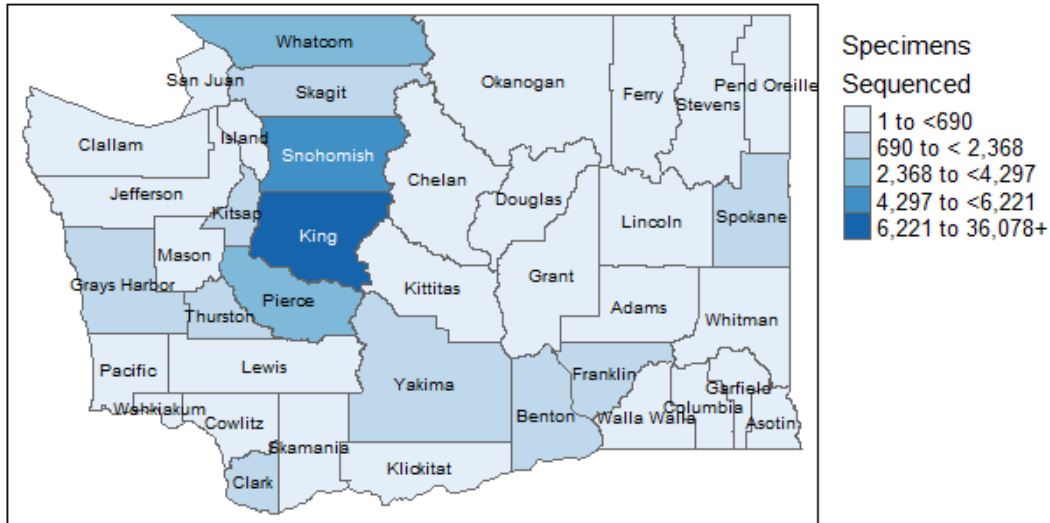 Whatcom
San Juan
Skagit
Okanogan
Ferry
Stevens
Pend Oreille
Clallam
Island
Snohomish
Chelan
Jefferson
Kitsap
Douglas
Lincoln
Spokane
King
Mason
Grant
Grays Harbor
Kittitas
Pierce
Thurston
Adams
Whitman
Pacific
Lewis
Yakima
Franklin
Garfield
Wahkiakum
Cowlitz
Benton
Walla Walla
Columbia
Asotin
Skamania
Klickitat
Clark
Specimens
Sequenced
1 to <690
690 to < 2,368
2,368 to <4,297
4,297 to <6,221
6,221 to 36,078+